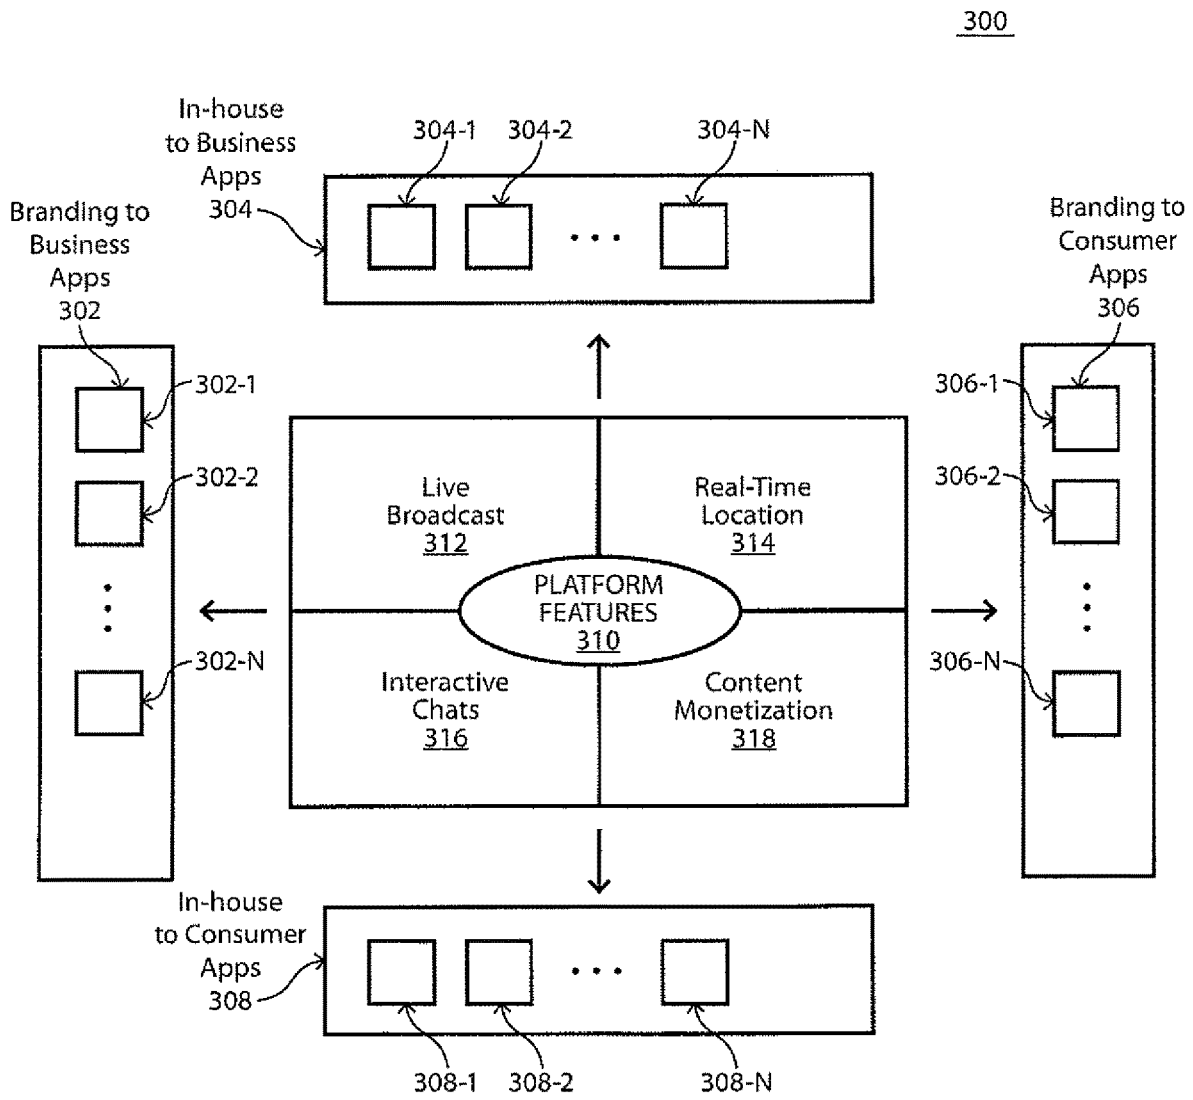 300
In-house
to Business
Apps
304
304-1
304-2
304-N
Branding to
Business
Apps
302
302-1
302-2
302-N
Branding to
Consumer
Apps
306
306-1
306-2
306-N
Live
Broadcast
312
Real-Time
Location
314
PLATFORM
FEATURES
310
Interactive
Chats
316
Content
Monetization
318
In-house
to Consumer
Apps
308
308-1
308-2
308-N